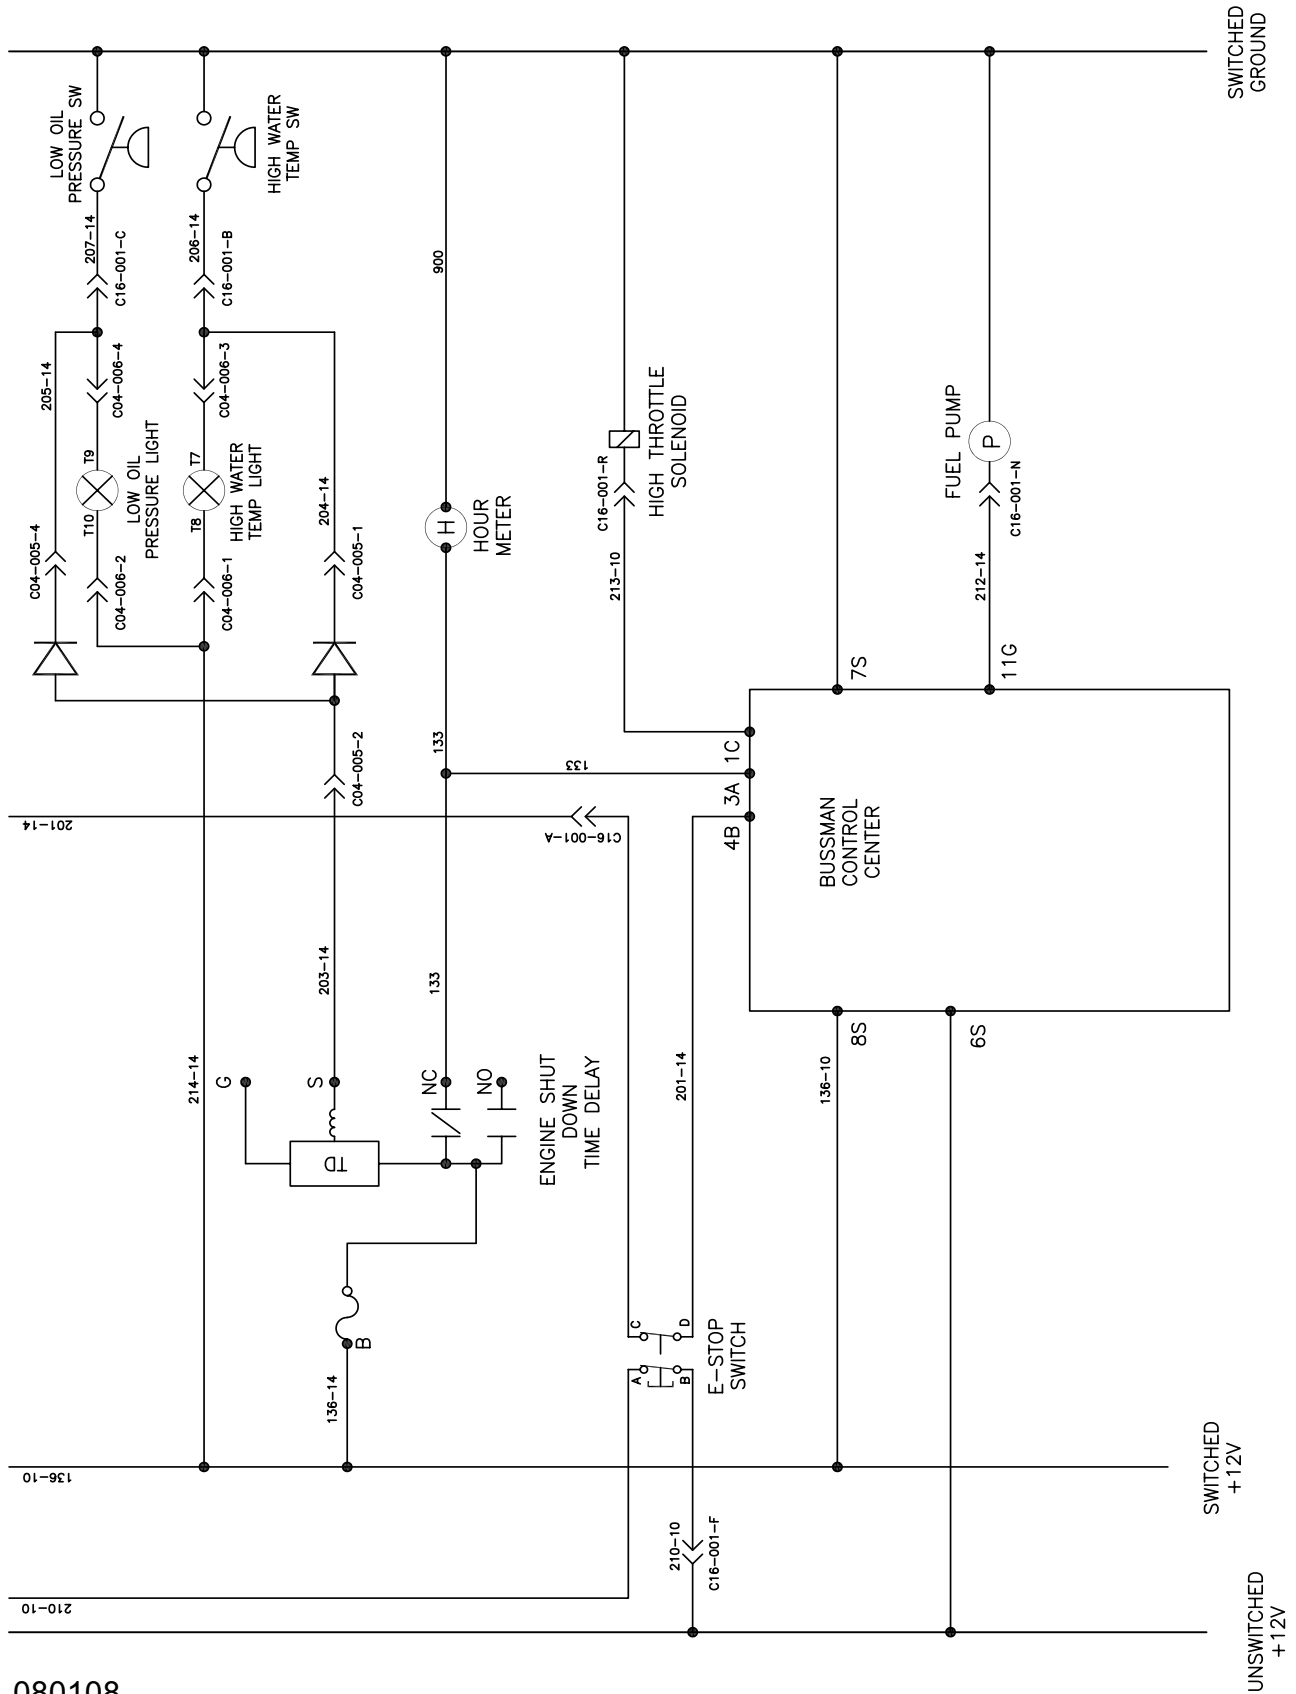 SWITCHED
GROUND
LOW OIL
PRESSURE SW
HIGH WATER
TEMP SW
207-14
C16-001-C
206-14
C16-001-B
900
205-14
C04-006-4
C04-006-3
T9
T10
LOW OIL
PRESSURE LIGHT
T7
T8
HIGH WATER
TEMP LIGHT
204-14
C04-005-4
C04-006-2
C04-006-1
C04-005-1
H
HOUR
METER
C16-001-R
HIGH THROTTLE
SOLENOID
213-10
FUEL PUMP
P
C16-001-N
212-14
7S
11G
133
133
1C
3A
4B
C04-005-2
201-14
C16-001-A
BUSSMAN
CONTROL
CENTER
203-14
133
8S
6S
214-14
G
S
NC
NO
TD
ENGINE SHUT
DOWN
TIME DELAY
201-14
136-10
B
136-14
C
D
A
B
E-STOP
SWITCH
136-10
SWITCHED
+12V
210-10
C16-001-F
210-10
UNSWITCHED
+12V
080108